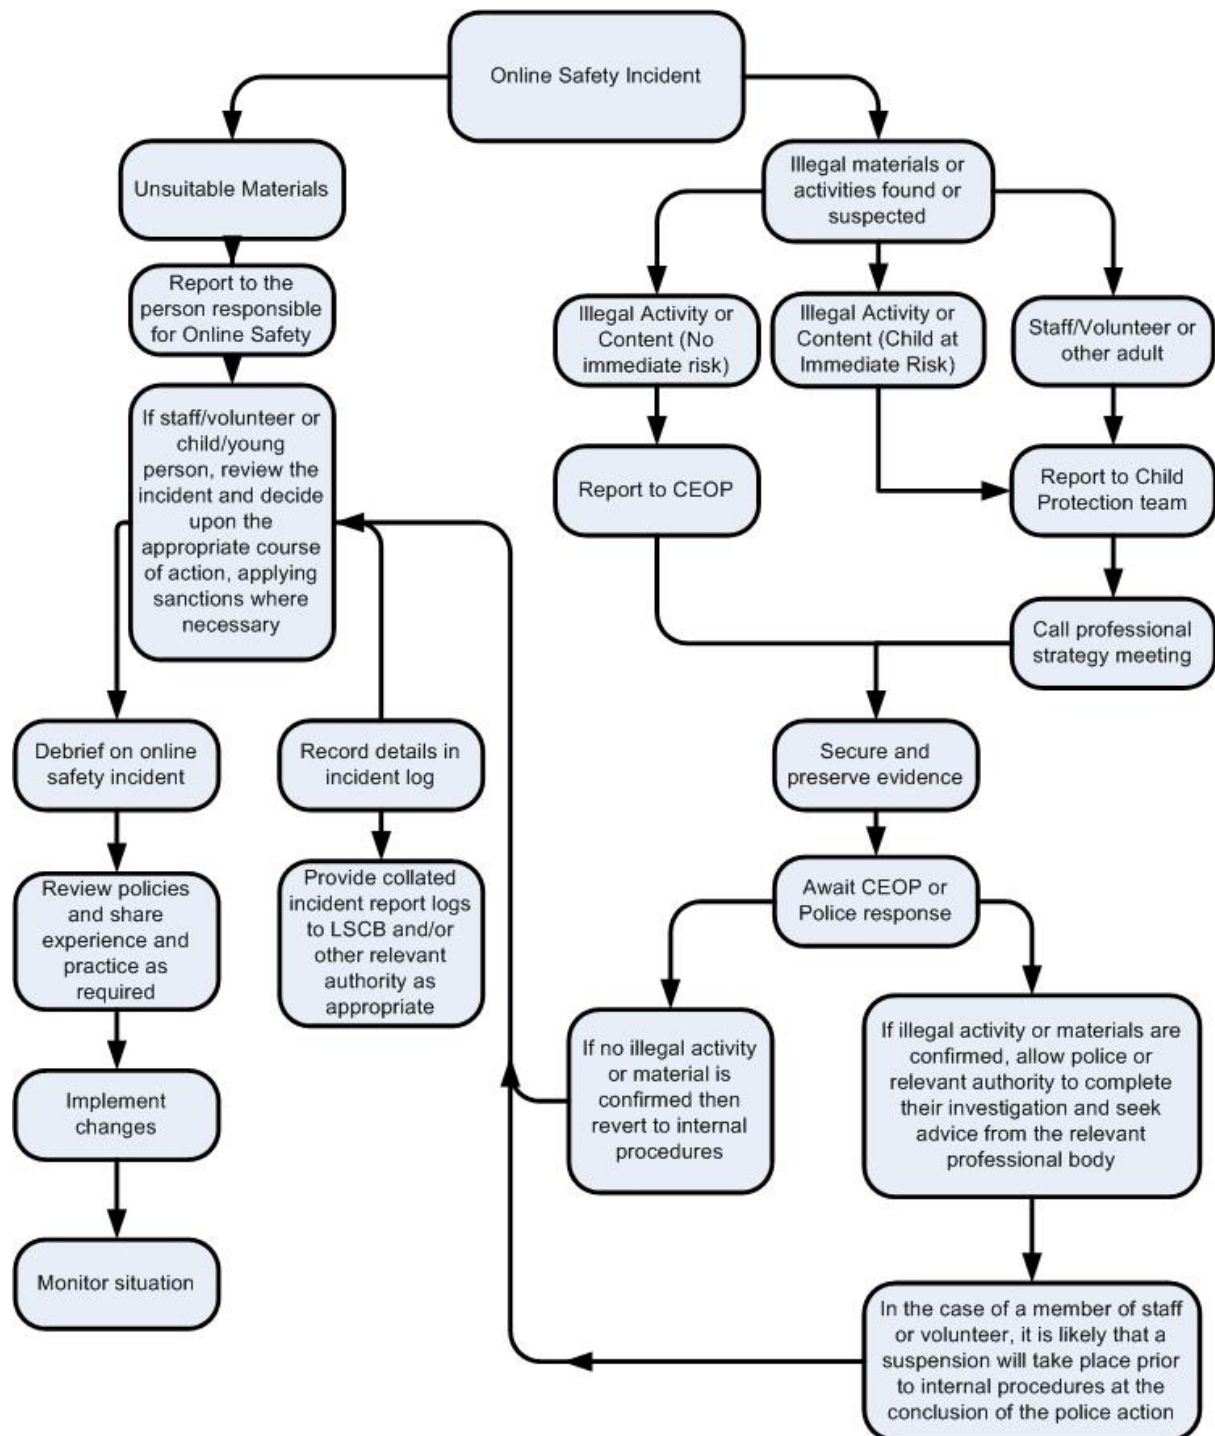 Online Safety Incident
Unsuitable Materials
Illegal materials or
activities found or
suspected
Report to the
person responsible
for Online Safety
Illegal Activity or
Content (No
immediate risk)
Illegal Activity or
Content (Child at
Immediate Risk)
Staff/Volunteer or
other adult
If staff/volunteer or
child/young
person, review the
incident and decide
upon the
appropriate course
of action, applying
sanctions where
necessary
Report to CEOP
Report to Child
Protection team
Call professional
strategy meeting
Debrief on online
safety incident
Record details in
incident log
Secure and
preserve evidence
Review policies
and share
experience and
practice as
required
Provide collated
incident report logs
to LSCB and/or
other relevant
authority as
appropriate
Await CEOP or
Police response
If no illegal activity
or material is
confirmed then
revert to internal
procedures
If illegal activity or materials are
confirmed, allow police or
relevant authority to complete
their investigation and seek
advice from the relevant
professional body
Implement
changes
Monitor situation
In the case of a member of staff
or volunteer, it is likely that a
suspension will take place prior
to internal procedures at the
conclusion of the police action